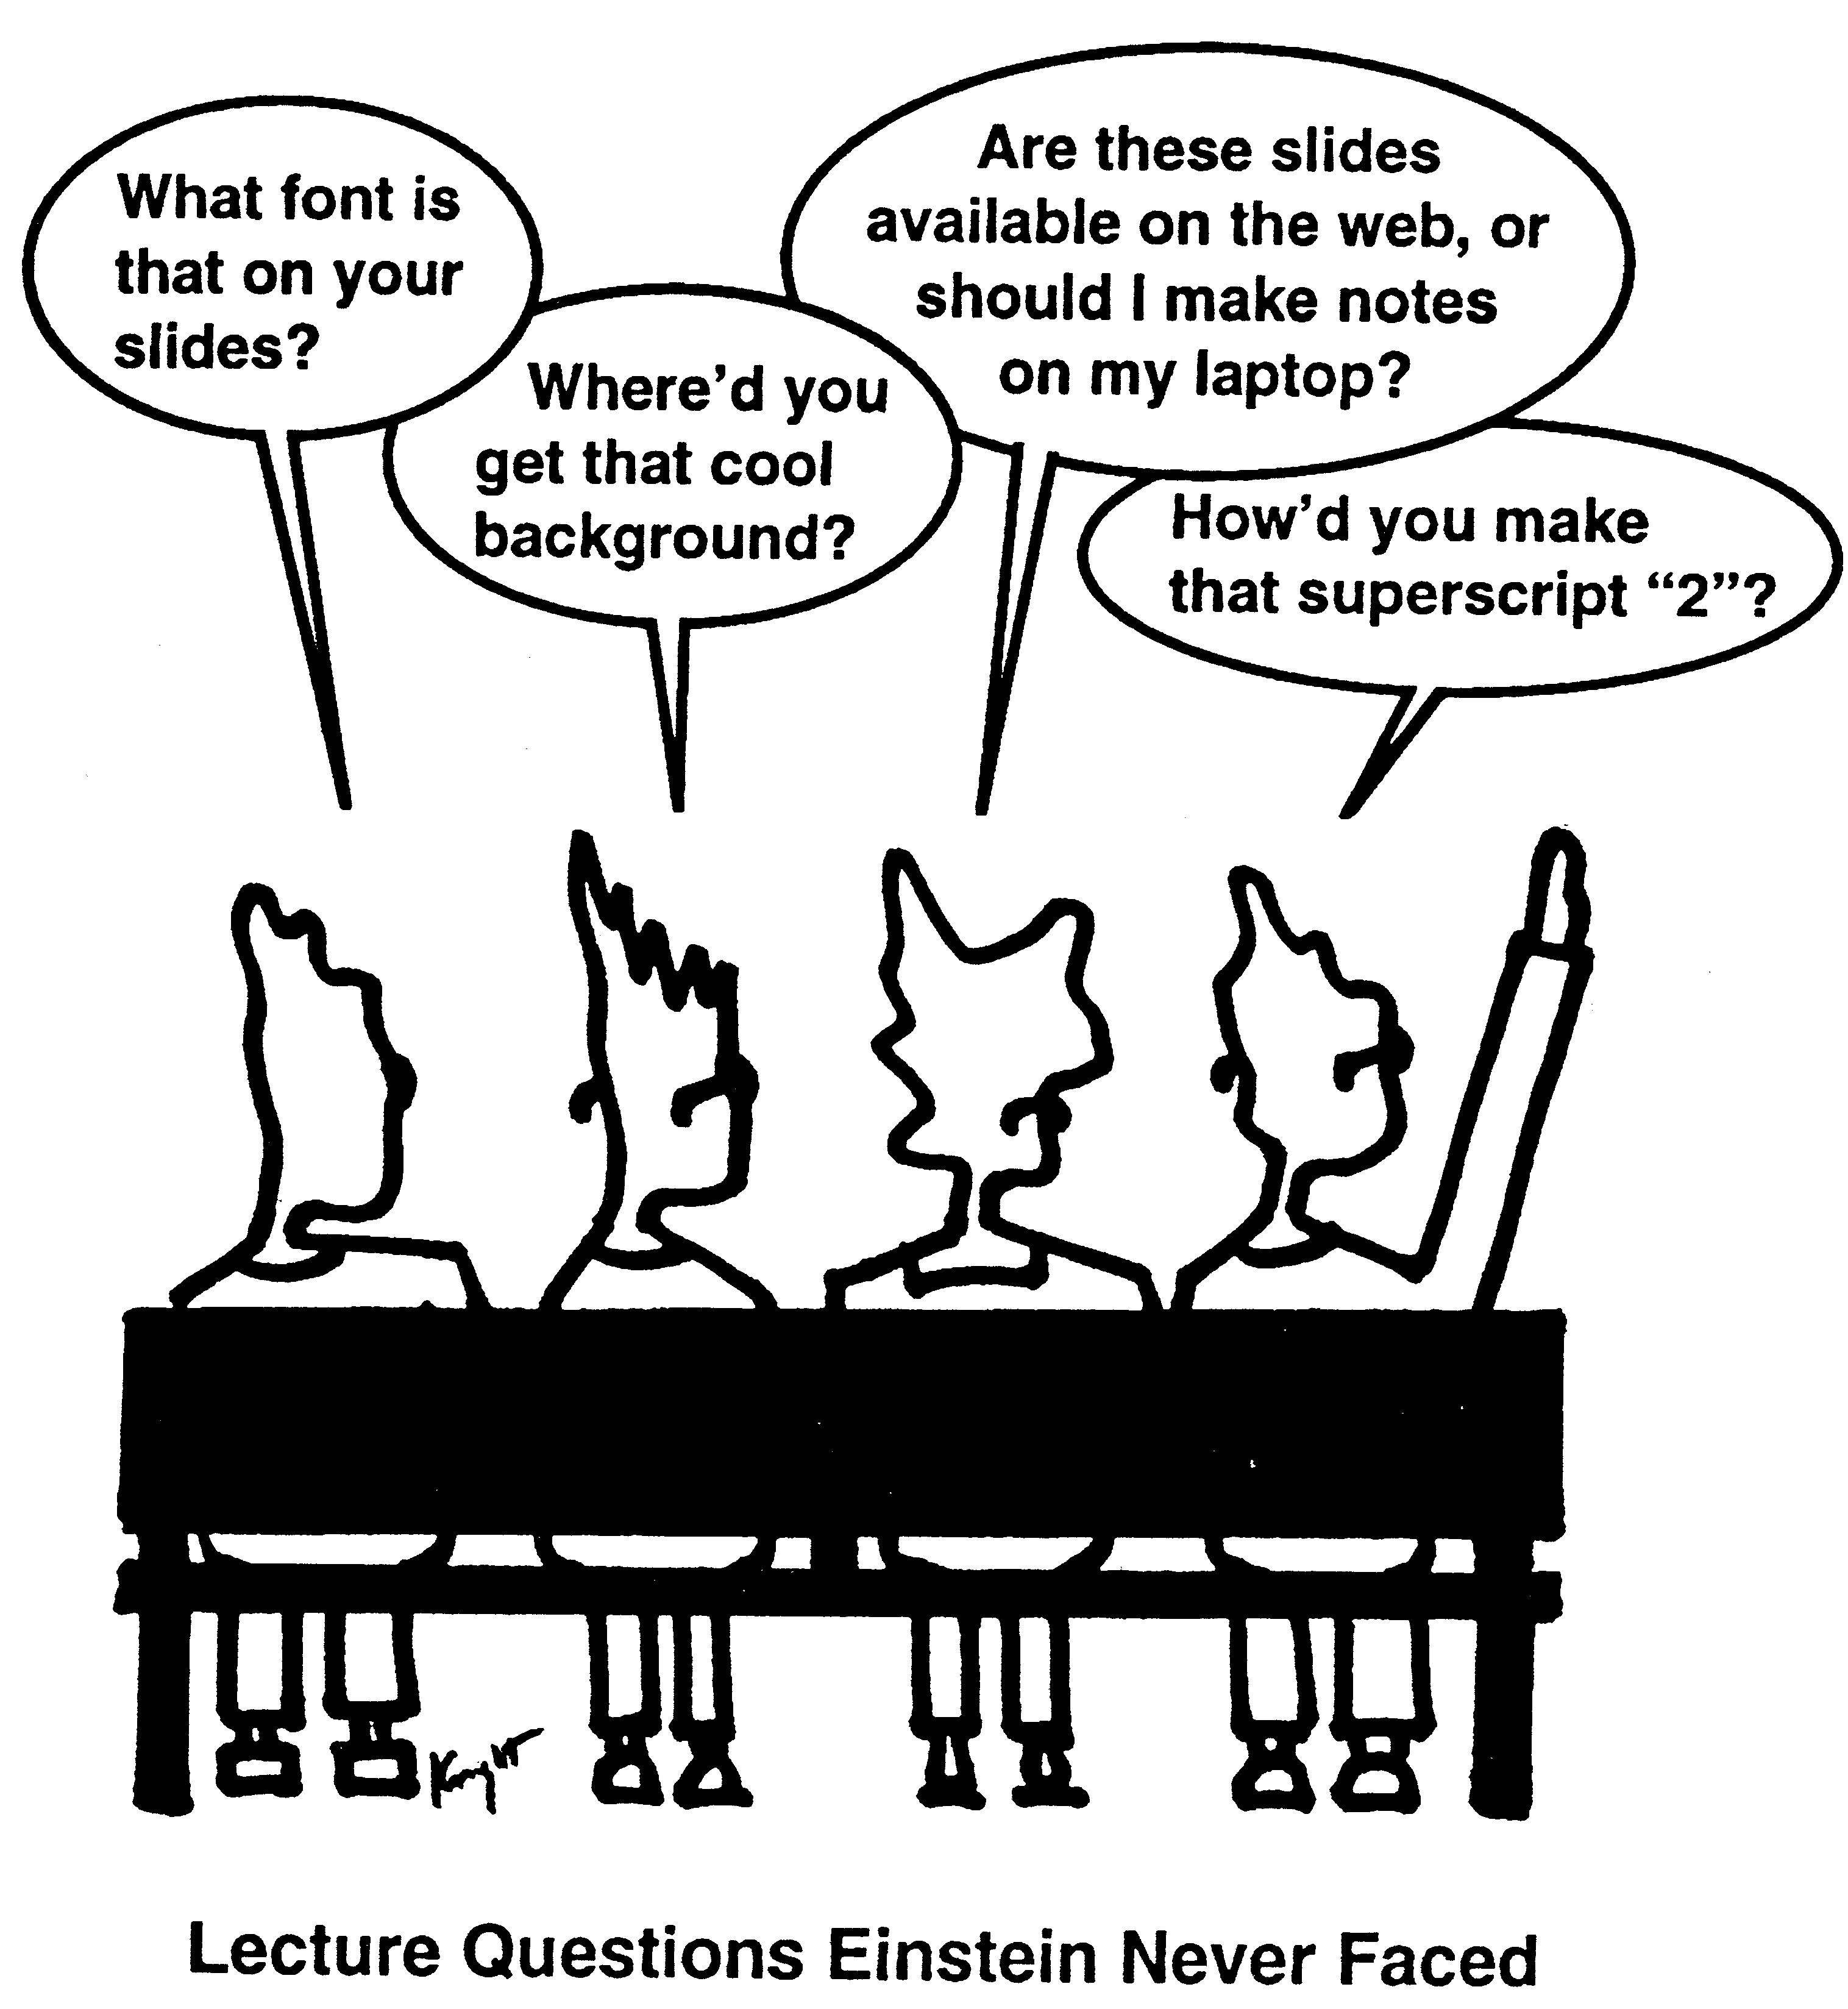 What font is
that on your
slides?
Where’d you
get that cool
background?
Are these slides
available on the web, or
should I make notes
on my laptop?
How’d you make
that superscript “2”?
Lecture Questions Einstein Never Faced